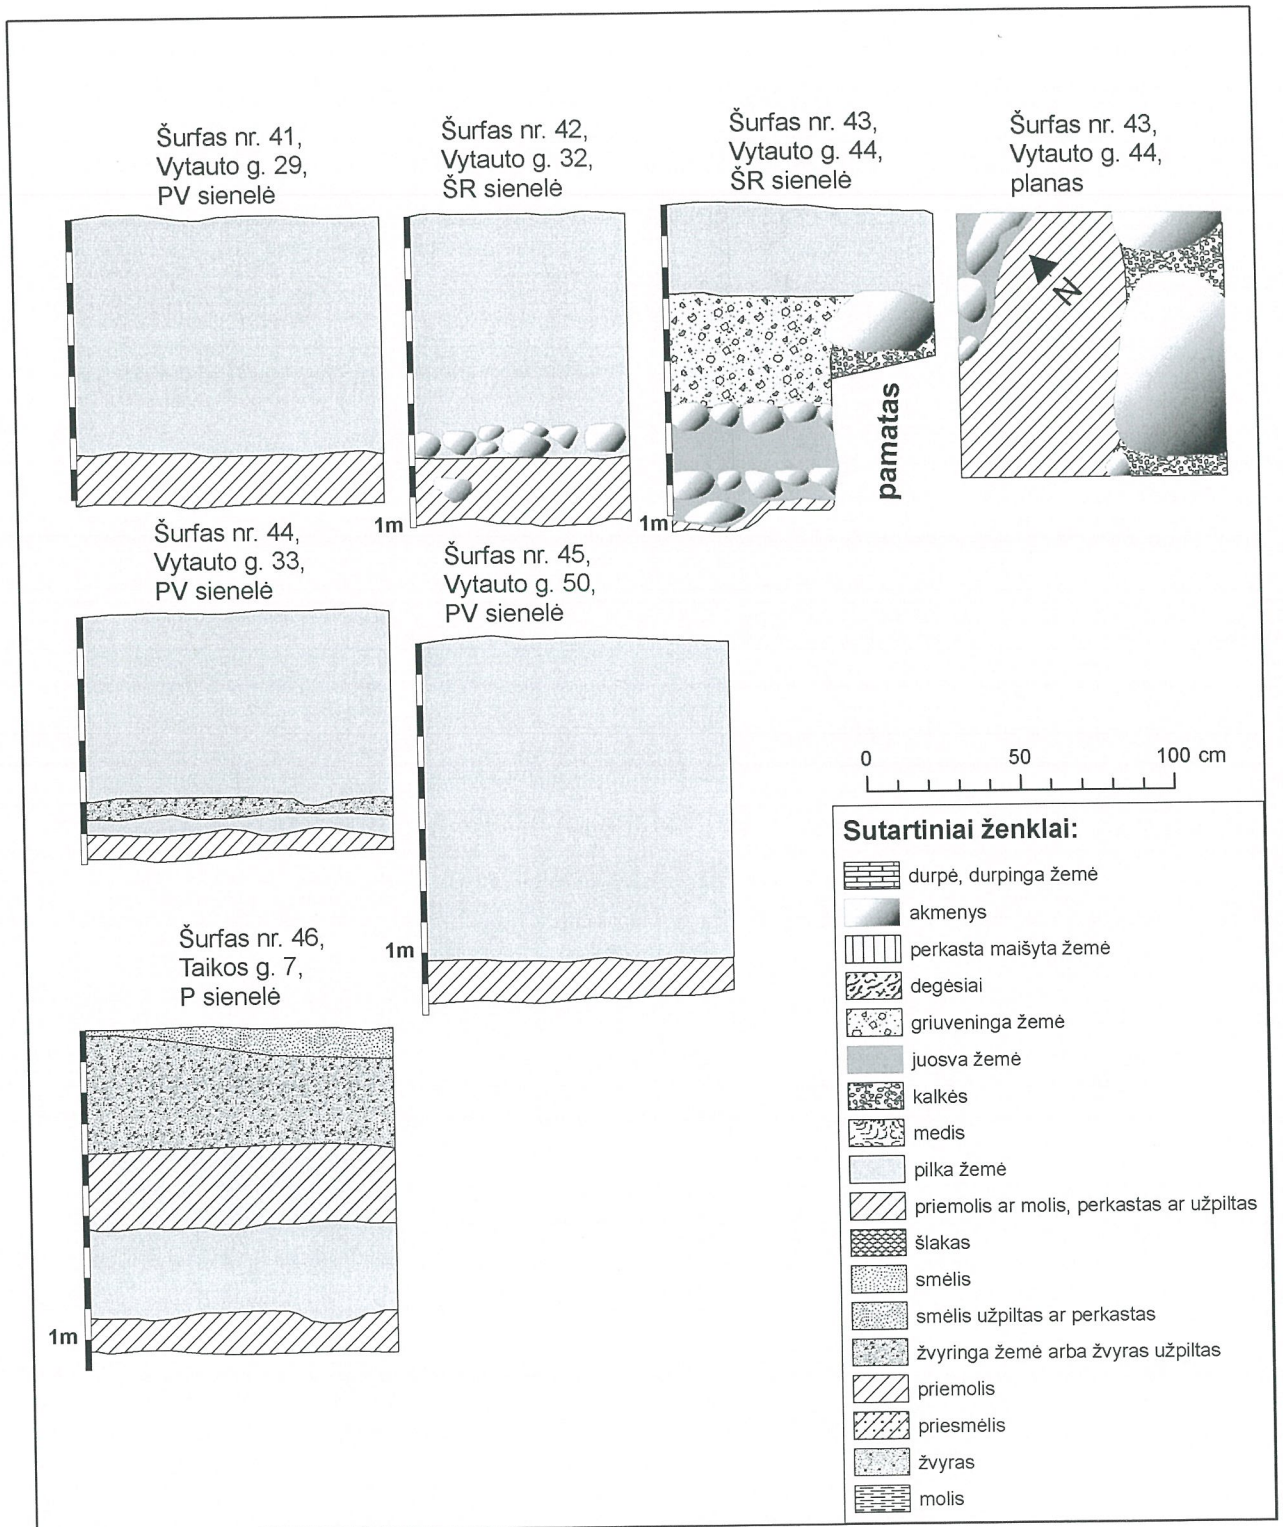 Šurfas nr. 41,
Vytauto g. 29,
PV sienelė
Šurfas nr. 42,
Vytauto g. 32,
ŠR sienelė
Šurfas nr. 43,
Vytauto g. 44,
ŠR sienelė
Šurfas nr. 43,
Vytauto g. 44,
planas
N
pamatas
1m
1m
Šurfas nr. 44,
Vytauto g. 33,
PV sienelė
Šurfas nr. 45,
Vytauto g. 50,
PV sienelė
1m
0 50 100 cm
Šurfas nr. 46,
Taikos g. 7,
P sienelė
1m
Sutartiniai ženklai:
durpė, durpinga žemė
akmenys
perkasta maišyta žemė
degėsiai
griuveninga žemė
juosva žemė
kalkės
medis
pilka žemė
priemolis ar molis, perkastas ar užpiltas
šlakas
smėlis
smėlis užpiltas ar perkastas
žvyringa žemė arba žvyras užpiltas
priemolis
priesmėlis
žvyras
molis